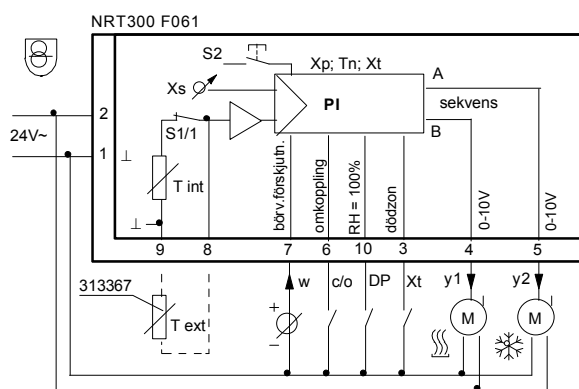 NRT300 F061
S2
Xp; Tn; Xt
A
Xs
PI
sekvens
B
2
24V~
1
S1/1
T int
börv.förskjutn.
omkoppling
RH = 100%
dödzon
0-10V
0-10V
9
8
7
6
10
3
4
5
313367
T ext
w
c/o
DP
Xt
y1
y2
+
–
M
M